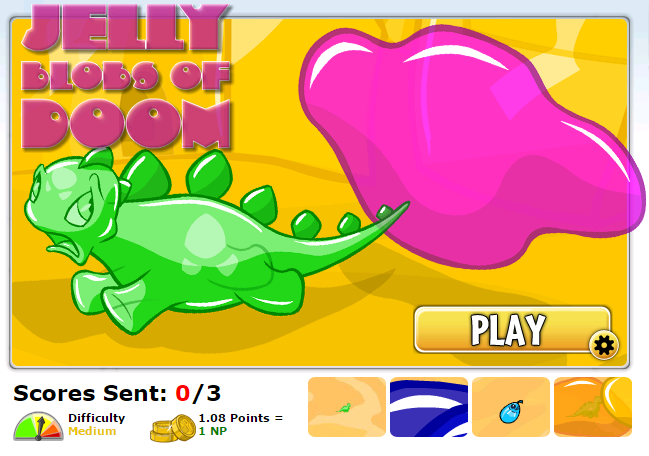 JELLY
BLOBS OF
DOOM
PLAY
Scores Sent: 0/3
Difficulty
Medium
1.08 Points =
1 NP